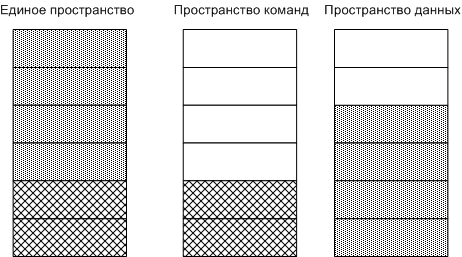 Единое пространство
Пространство команд
Пространство данных